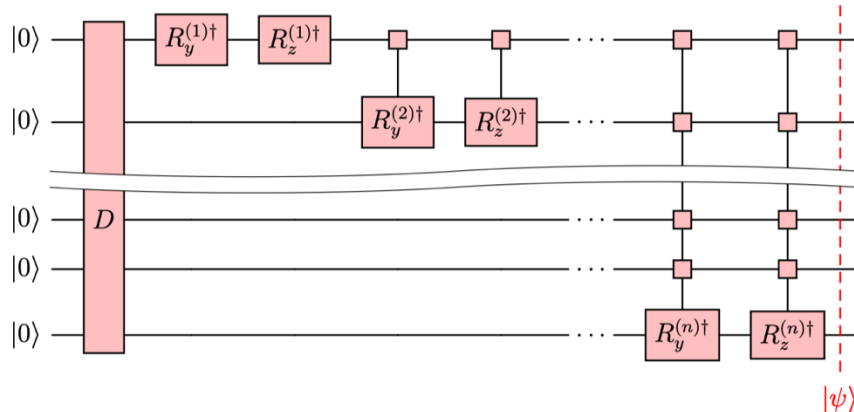 |0⟩ R_y^{(1)†} R_z^{(1)†} ···
|0⟩ R_y^{(2)†} R_z^{(2)†} ···
|0⟩ D ···
|0⟩ ···
|0⟩ ··· R_y^{(n)†} R_z^{(n)†}
|ψ⟩